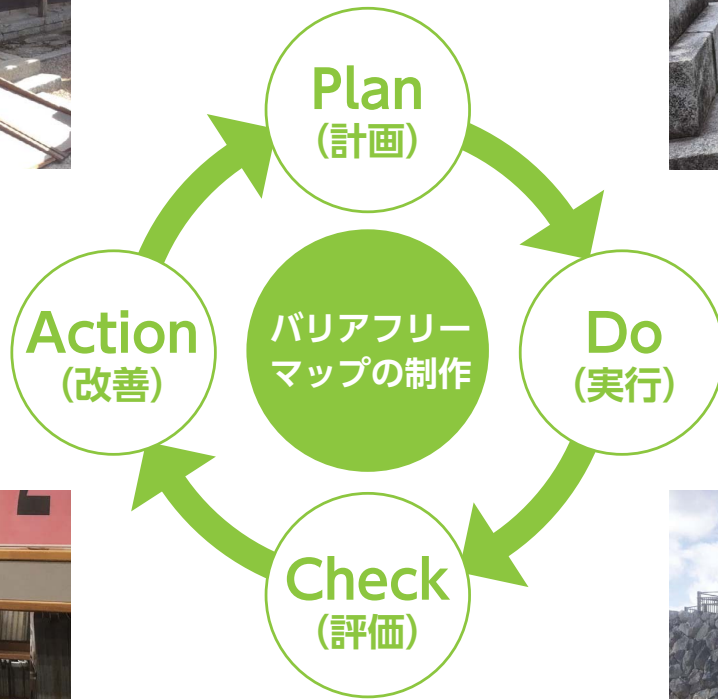 Plan
(計画)
Do
(実行)
Check
(評価)
Action
(改善)
バリアフリー
マップの制作